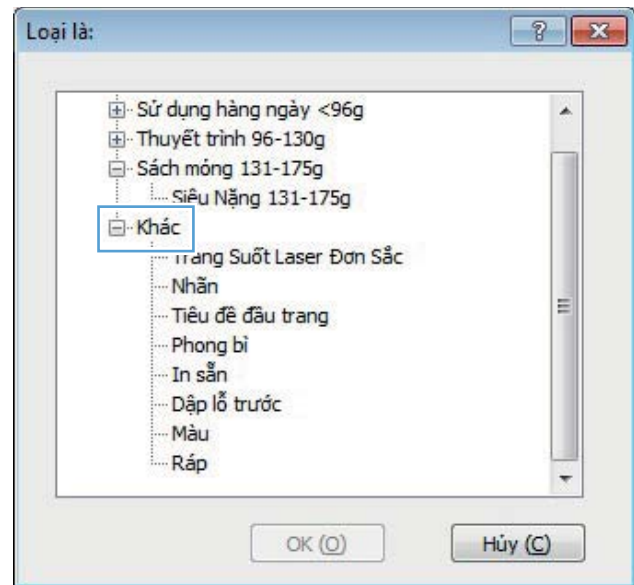 Loại là:
Sử dụng hàng ngày <96g
Thuyết trình 96-130g
Sách móng 131-175g
Siêu Nặng 131-175g
Khác
Trang Suốt Laser Đơn Sắc
Nhãn
Tiêu đề đầu trang
Phong bì
In sẵn
Dập lỗ trước
Màu
Ráp
OK (O)
Hủy (C)